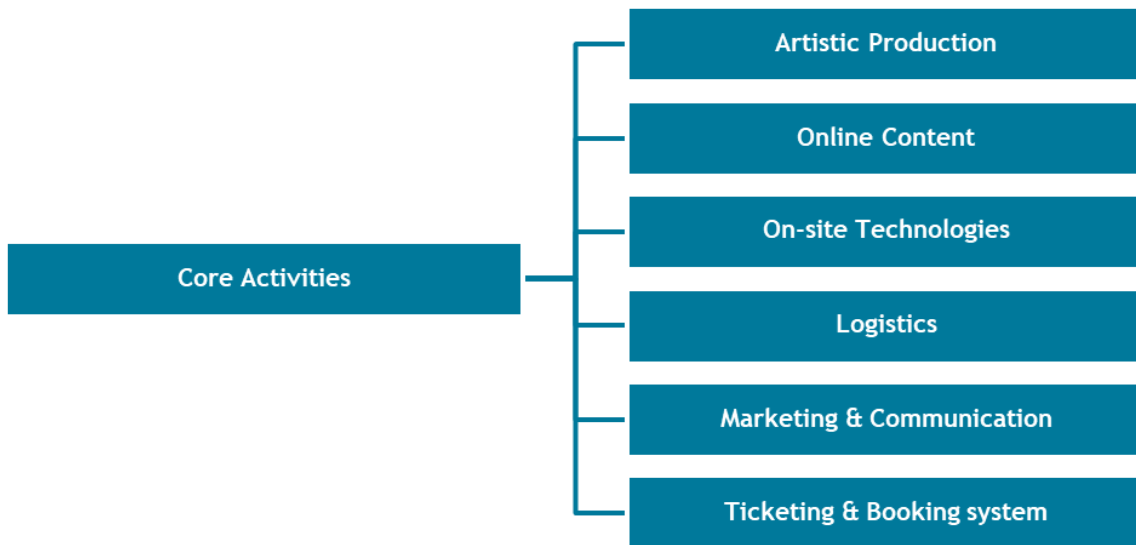 Artistic Production
Online Content
On-site Technologies
Core Activities
Logistics
Marketing & Communication
Ticketing & Booking system